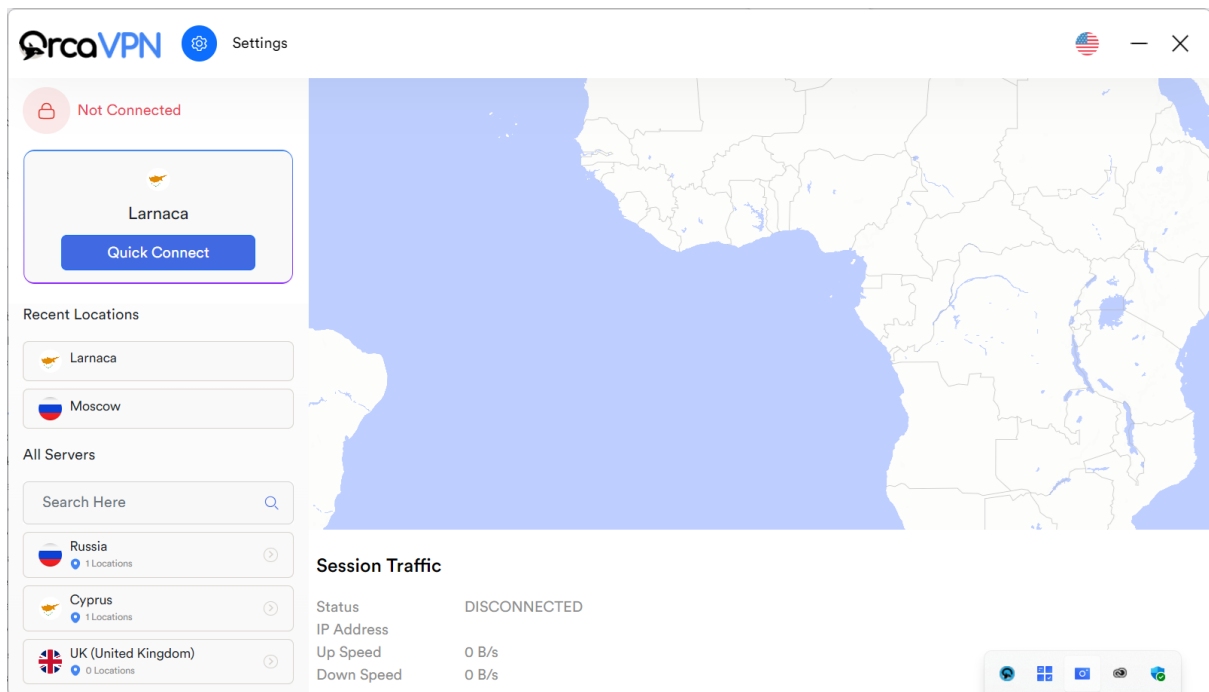 OrcaVPN
Settings
Not Connected
Larnaca
Quick Connect
Recent Locations
Larnaca
Moscow
All Servers
Search Here
Russia
1 Locations
Cyprus
1 Locations
UK (United Kingdom)
0 Locations
Session Traffic
Status DISCONNECTED
IP Address
Up Speed 0 B/s
Down Speed 0 B/s